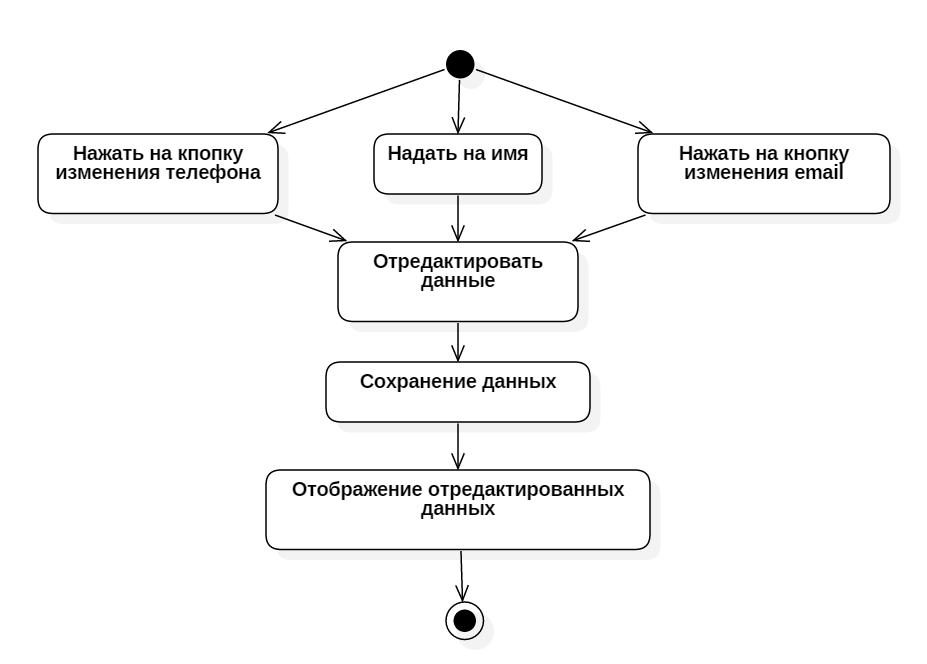 Нажать на кпопку
изменения телефона
Надать на имя
Нажать на кнопку
изменения email
Отредактировать
данные
Сохранение данных
Отображение отредактированных
данных